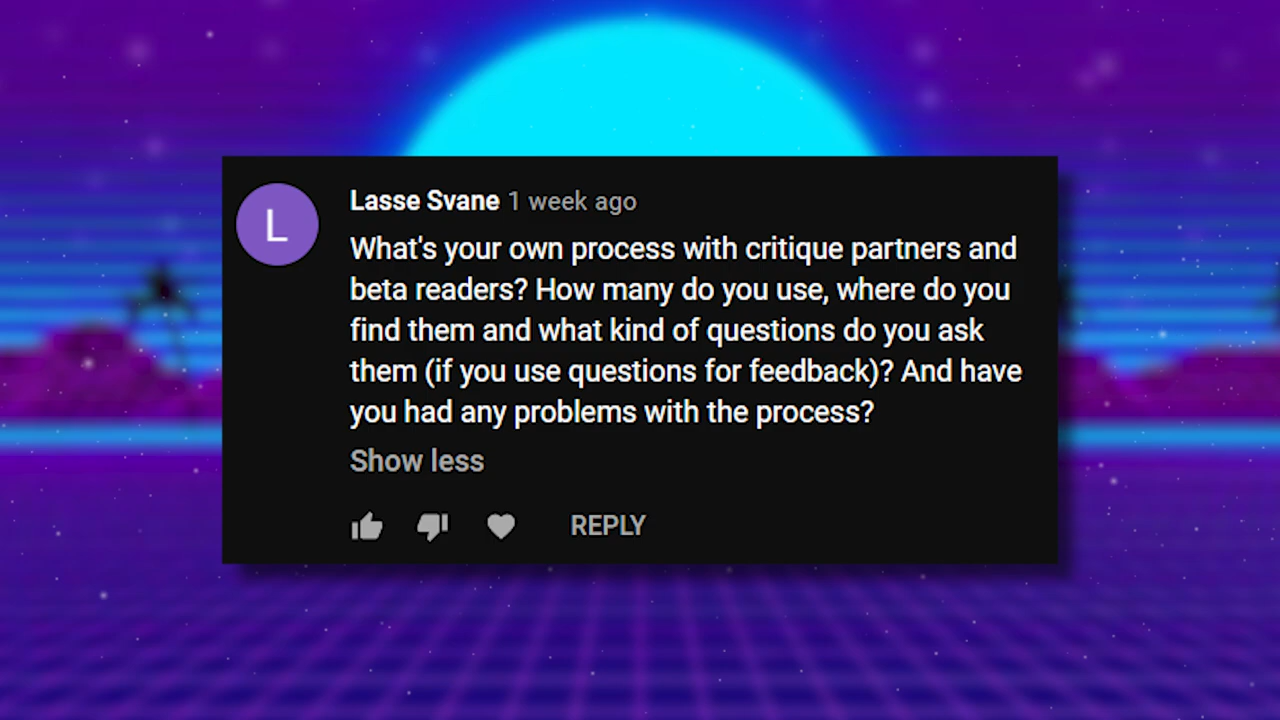 L
Lasse Svane 1 week ago
What's your own process with critique partners and
beta readers? How many do you use, where do you
find them and what kind of questions do you ask
them (if you use questions for feedback)? And have
you had any problems with the process?
Show less
REPLY